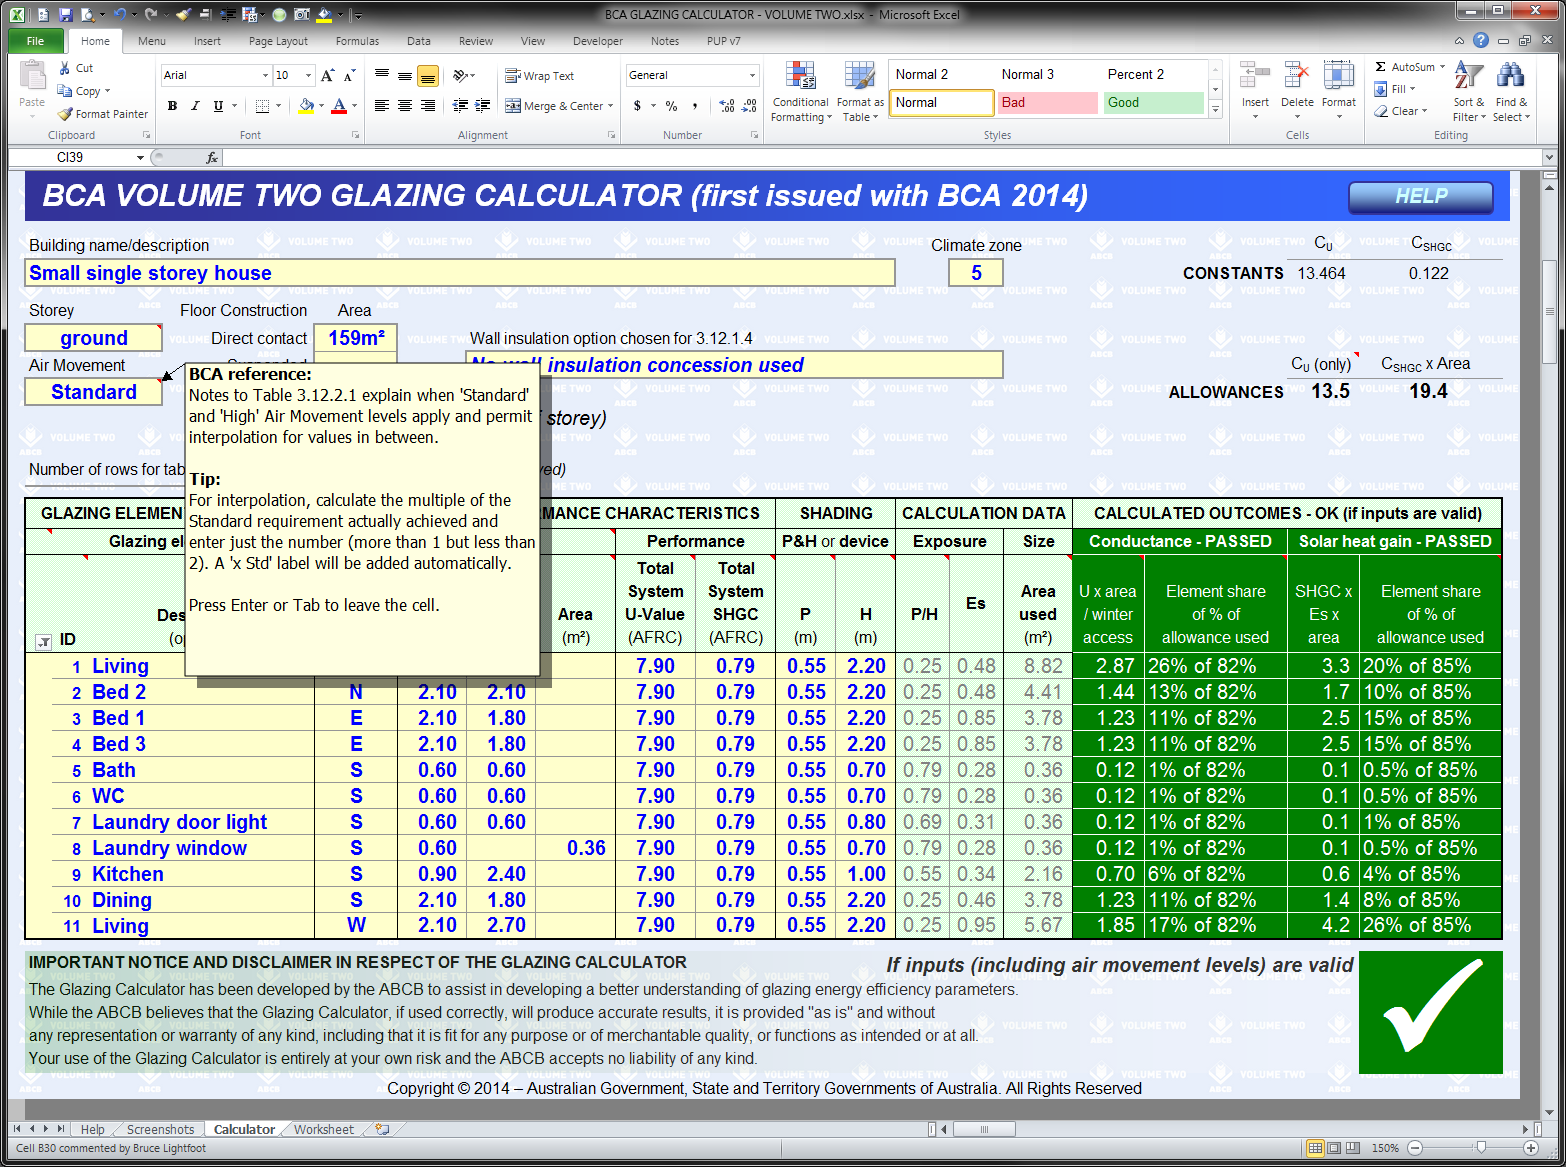 BCA GLAZING CALCULATOR - VOLUME TWO.xlsx - Microsoft Excel
File Home Menu Insert Page Layout Formulas Data Review View Developer Notes PUP v7
Paste
Cut
Copy
Format Painter
Clipboard
Arial 10
B I U
Font
Wrap Text
Merge & Center
Alignment
General
$ % ,
Number
Conditional Formatting
Format as Table
Normal 2 Normal 3 Percent 2
Normal Bad Good
Styles
Insert Delete Format
Cells
AutoSum
Fill
Clear
Sort & Filter
Find & Select
Editing
CI39 fx
BCA VOLUME TWO GLAZING CALCULATOR (first issued with BCA 2014) HELP
Building name/description Climate zone CU CSHGC
Small single storey house 5 CONSTANTS 13.464 0.122
Storey Floor Construction Area
ground Direct contact 159m² Wall insulation option chosen for 3.12.1.4
Air Movement insulation concession used CU (only) CSHGC x Area
Standard ALLOWANCES 13.5 19.4
storey)
Number of rows for tab
BCA reference:
Notes to Table 3.12.2.1 explain when 'Standard'
and 'High' Air Movement levels apply and permit
interpolation for values in between.
Tip:
For interpolation, calculate the multiple of the
Standard requirement actually achieved and
enter just the number (more than 1 but less than
2). A 'x Std' label will be added automatically.
Press Enter or Tab to leave the cell.
GLAZING ELEMEN MANCE CHARACTERISTICS SHADING CALCULATION DATA CALCULATED OUTCOMES - OK (if inputs are valid)
Glazing el Performance P&H or device Exposure Size Conductance - PASSED Solar heat gain - PASSED
ID Des (op Area (m²) Total System U-Value (AFRC) Total System SHGC (AFRC) P (m) H (m) P/H Es Area used (m²) U x area / winter access Element share of % of allowance used SHGC x Es x area Element share of % of allowance used
1 Living 7.90 0.79 0.55 2.20 0.25 0.48 8.82 2.87 26% of 82% 3.3 20% of 85%
2 Bed 2 N 2.10 2.10 7.90 0.79 0.55 2.20 0.25 0.48 4.41 1.44 13% of 82% 1.7 10% of 85%
3 Bed 1 E 2.10 1.80 7.90 0.79 0.55 2.20 0.25 0.85 3.78 1.23 11% of 82% 2.5 15% of 85%
4 Bed 3 E 2.10 1.80 7.90 0.79 0.55 2.20 0.25 0.85 3.78 1.23 11% of 82% 2.5 15% of 85%
5 Bath S 0.60 0.60 7.90 0.79 0.55 0.70 0.79 0.28 0.36 0.12 1% of 82% 0.1 0.5% of 85%
6 WC S 0.60 0.60 7.90 0.79 0.55 0.70 0.79 0.28 0.36 0.12 1% of 82% 0.1 0.5% of 85%
7 Laundry door light S 0.60 0.60 7.90 0.79 0.55 0.80 0.69 0.31 0.36 0.12 1% of 82% 0.1 1% of 85%
8 Laundry window S 0.60 0.36 7.90 0.79 0.55 0.70 0.79 0.28 0.36 0.12 1% of 82% 0.1 0.5% of 85%
9 Kitchen S 0.90 2.40 7.90 0.79 0.55 1.00 0.55 0.34 2.16 0.70 6% of 82% 0.6 4% of 85%
10 Dining S 2.10 1.80 7.90 0.79 0.55 2.20 0.25 0.46 3.78 1.23 11% of 82% 1.4 8% of 85%
11 Living W 2.10 2.70 7.90 0.79 0.55 2.20 0.25 0.95 5.67 1.85 17% of 82% 4.2 26% of 85%
IMPORTANT NOTICE AND DISCLAIMER IN RESPECT OF THE GLAZING CALCULATOR
If inputs (including air movement levels) are valid
The Glazing Calculator has been developed by the ABCB to assist in developing a better understanding of glazing energy efficiency parameters.
While the ABCB believes that the Glazing Calculator, if used correctly, will produce accurate results, it is provided "as is" and without
any representation or warranty of any kind, including that it is fit for any purpose or of merchantable quality, or functions as intended or at all.
Your use of the Glazing Calculator is entirely at your own risk and the ABCB accepts no liability of any kind.
Copyright © 2014 – Australian Government, State and Territory Governments of Australia. All Rights Reserved
Help Screenshots Calculator Worksheet
Cell B30 commented by Bruce Lightfoot 150%